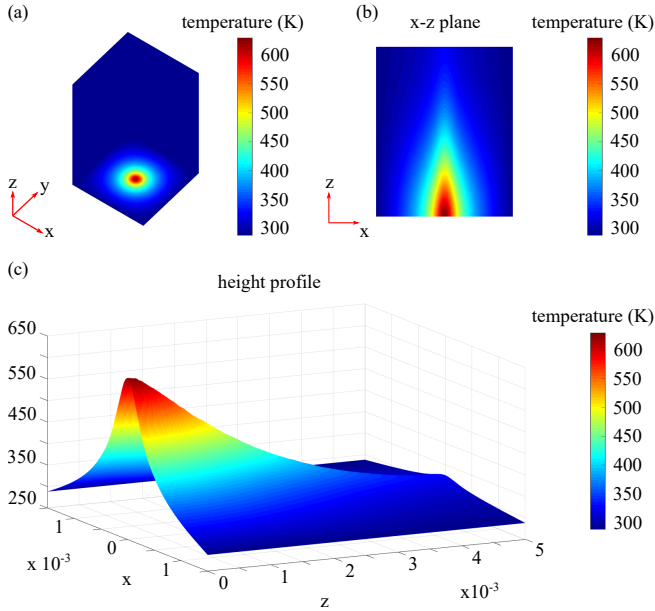 (a)
temperature (K)
600
550
500
450
400
350
300
z
y
x
(b)
x-z plane
temperature (K)
600
550
500
450
400
350
300
z
x
(c)
height profile
temperature (K)
600
550
500
450
400
350
300
650
550
450
350
250
1
0
1
x 10⁻³
x
0
1
2
3
4
5
x10⁻³
z